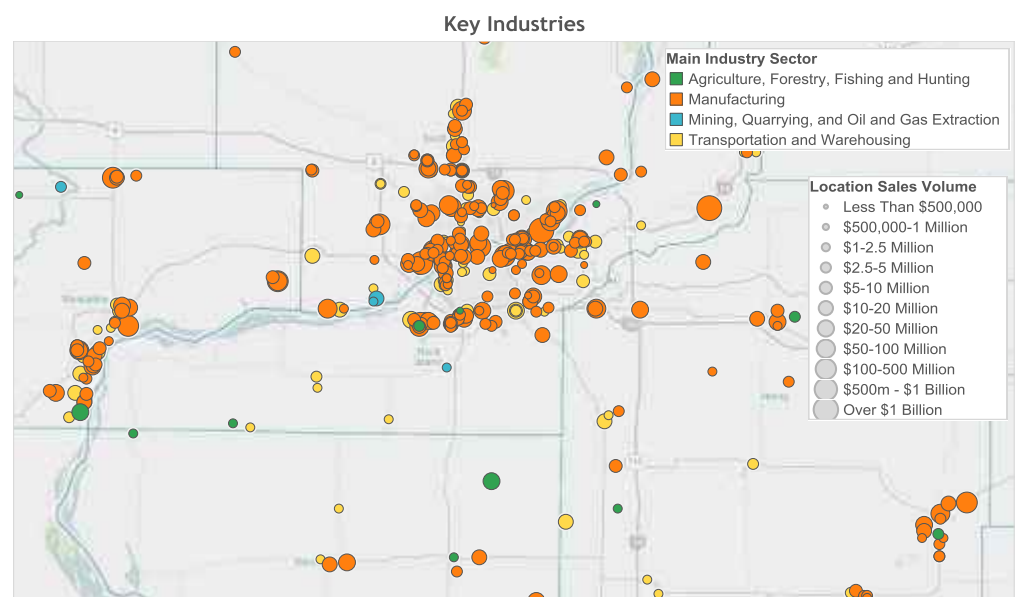 Key Industries
Main Industry Sector
Agriculture, Forestry, Fishing and Hunting
Manufacturing
Mining, Quarrying, and Oil and Gas Extraction
Transportation and Warehousing
Location Sales Volume
Less Than $500,000
$500,000-1 Million
$1-2.5 Million
$2.5-5 Million
$5-10 Million
$10-20 Million
$20-50 Million
$50-100 Million
$100-500 Million
$500m - $1 Billion
Over $1 Billion